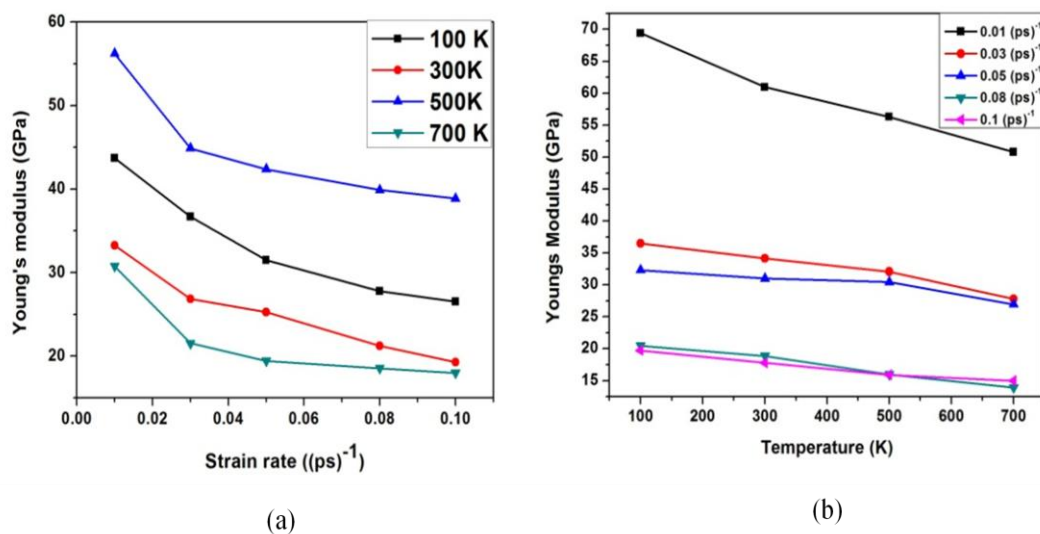 60
50
40
30
20
0.00 0.02 0.04 0.06 0.08 0.10
Young's modulus (GPa)
Strain rate ((ps)-1)
100 K
300K
500K
700 K
(a)
70
65
60
55
50
45
40
35
30
25
20
15
100 200 300 400 500 600 700
Youngs Modulus (GPa)
Temperature (K)
0.01 (ps)-1
0.03 (ps)-1
0.05 (ps)-1
0.08 (ps)-1
0.1 (ps)-1
(b)